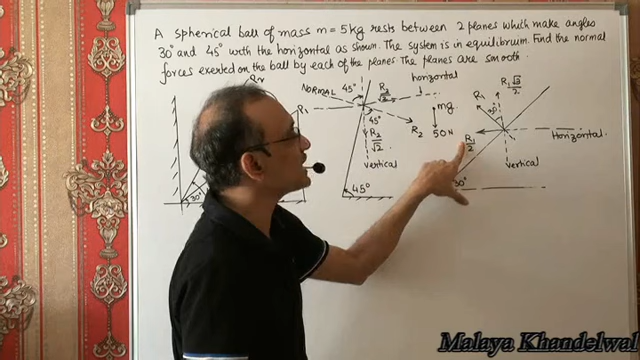 A spherical ball of mass m = 5 kg rests between 2 planes which make angles
30° and 45° with the horizontal as shown. The system is in equilibrium. Find the normal
forces exerted on the ball by each of the planes. The planes are smooth.
NORMAL 45° R2/√2 horizontal R1 R1 √3/2
R1 mg 30°
45° R2 50N R1/2 Horizontal
R2/√2
vertical vertical
30° 45° 30°
Malaya Khandelwal